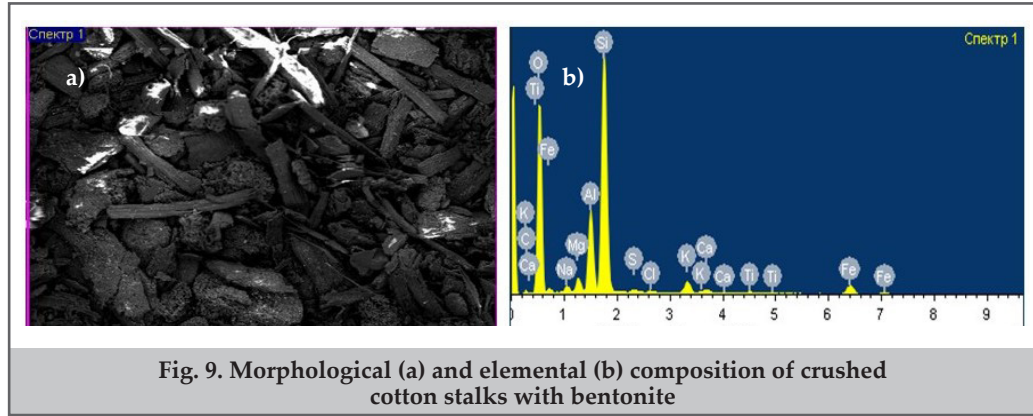 Спектр 1
a)
b)
Спектр 1
Si
O
Ti
Fe
Al
K
C
Ca
Mg
Na
S
Cl
K
Ca
K
Ca
Ti
Ti
Fe
Fe
0 1 2 3 4 5 6 7 8 9
Fig. 9. Morphological (a) and elemental (b) composition of crushed
cotton stalks with bentonite